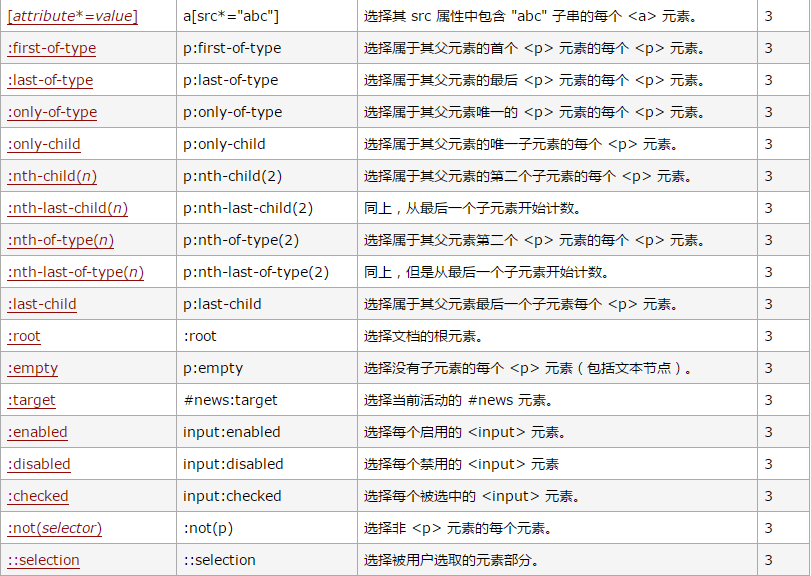 [attribute*=value] a[src*="abc"] 选择其 src 属性中包含 "abc" 子串的每个 <a> 元素。 3
:first-of-type p:first-of-type 选择属于其父元素的首个 <p> 元素的每个 <p> 元素。 3
:last-of-type p:last-of-type 选择属于其父元素的最后 <p> 元素的每个 <p> 元素。 3
:only-of-type p:only-of-type 选择属于其父元素唯一的 <p> 元素的每个 <p> 元素。 3
:only-child p:only-child 选择属于其父元素的唯一子元素的每个 <p> 元素。 3
:nth-child(n) p:nth-child(2) 选择属于其父元素的第二个子元素的每个 <p> 元素。 3
:nth-last-child(n) p:nth-last-child(2) 同上，从最后一个子元素开始计数。 3
:nth-of-type(n) p:nth-of-type(2) 选择属于其父元素第二个 <p> 元素的每个 <p> 元素。 3
:nth-last-of-type(n) p:nth-last-of-type(2) 同上，但是从最后一个子元素开始计数。 3
:last-child p:last-child 选择属于其父元素最后一个子元素每个 <p> 元素。 3
:root :root 选择文档的根元素。 3
:empty p:empty 选择没有子元素的每个 <p> 元素（包括文本节点）。 3
:target #news:target 选择当前活动的 #news 元素。 3
:enabled input:enabled 选择每个启用的 <input> 元素。 3
:disabled input:disabled 选择每个禁用的 <input> 元素 3
:checked input:checked 选择每个被选中的 <input> 元素。 3
:not(selector) :not(p) 选择非 <p> 元素的每个元素。 3
::selection ::selection 选择被用户选取的元素部分。 3